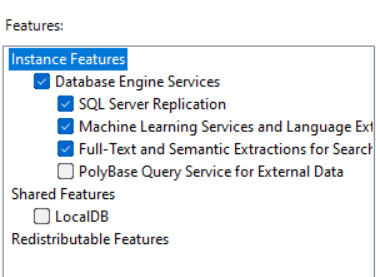 Features:
Instance Features
Database Engine Services
SQL Server Replication
Machine Learning Services and Language Ext
Full-Text and Semantic Extractions for Search
PolyBase Query Service for External Data
Shared Features
LocalDB
Redistributable Features